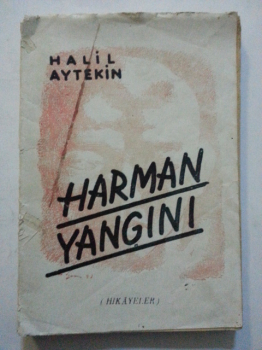 HALİL
AYTEKİN
HARMAN
YANGINI
(HİKÂYELER)